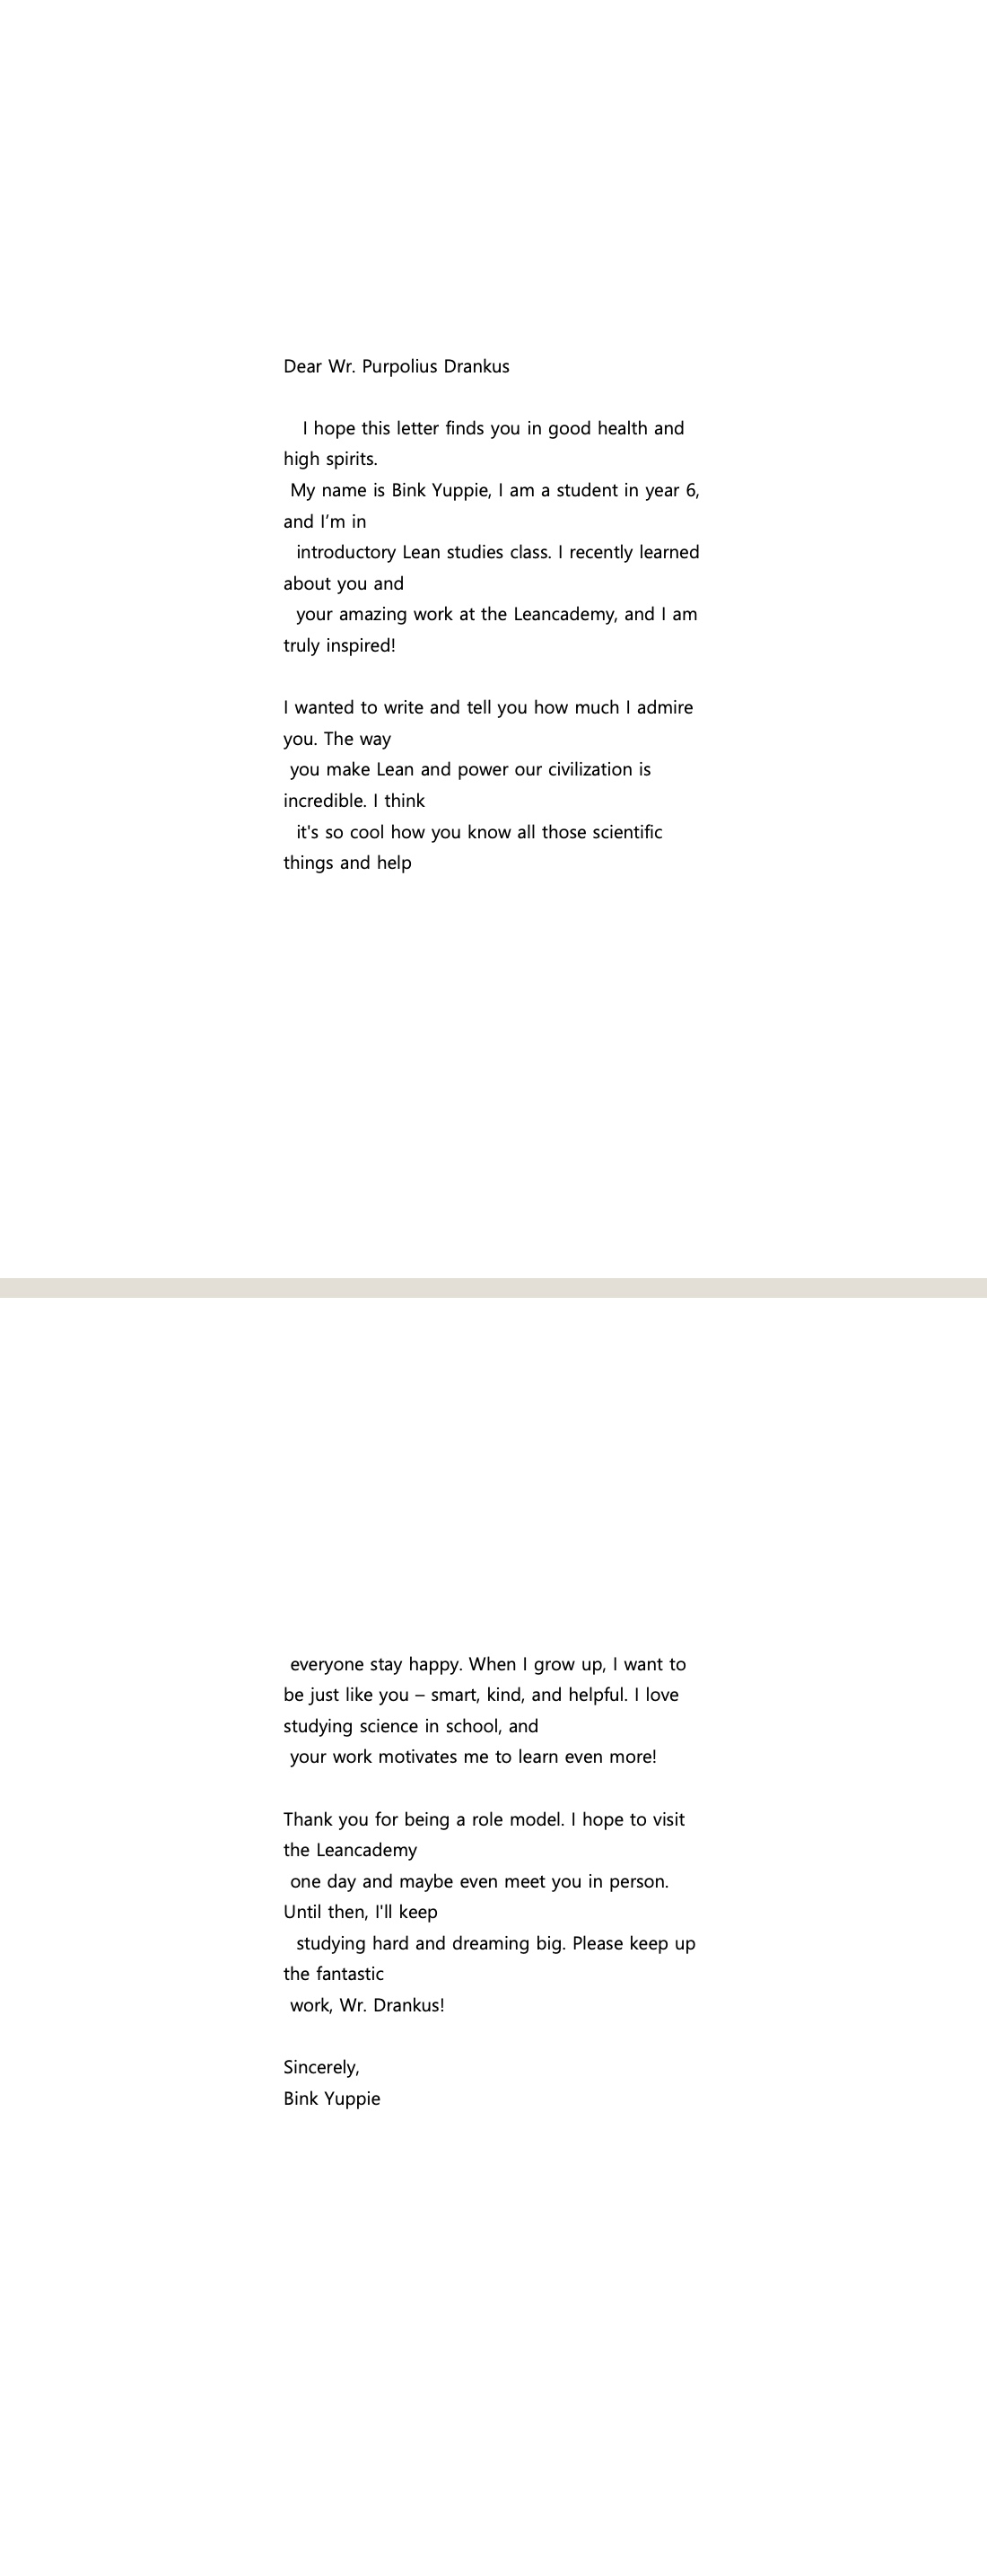 Dear Wr. Purpolius Drankus
I hope this letter finds you in good health and
high spirits.
My name is Bink Yuppie, I am a student in year 6,
and I’m in
introductory Lean studies class. I recently learned
about you and
your amazing work at the Leancademy, and I am
truly inspired!
I wanted to write and tell you how much I admire
you. The way
you make Lean and power our civilization is
incredible. I think
it's so cool how you know all those scientific
things and help
everyone stay happy. When I grow up, I want to
be just like you – smart, kind, and helpful. I love
studying science in school, and
your work motivates me to learn even more!
Thank you for being a role model. I hope to visit
the Leancademy
one day and maybe even meet you in person.
Until then, I'll keep
studying hard and dreaming big. Please keep up
the fantastic
work, Wr. Drankus!
Sincerely,
Bink Yuppie